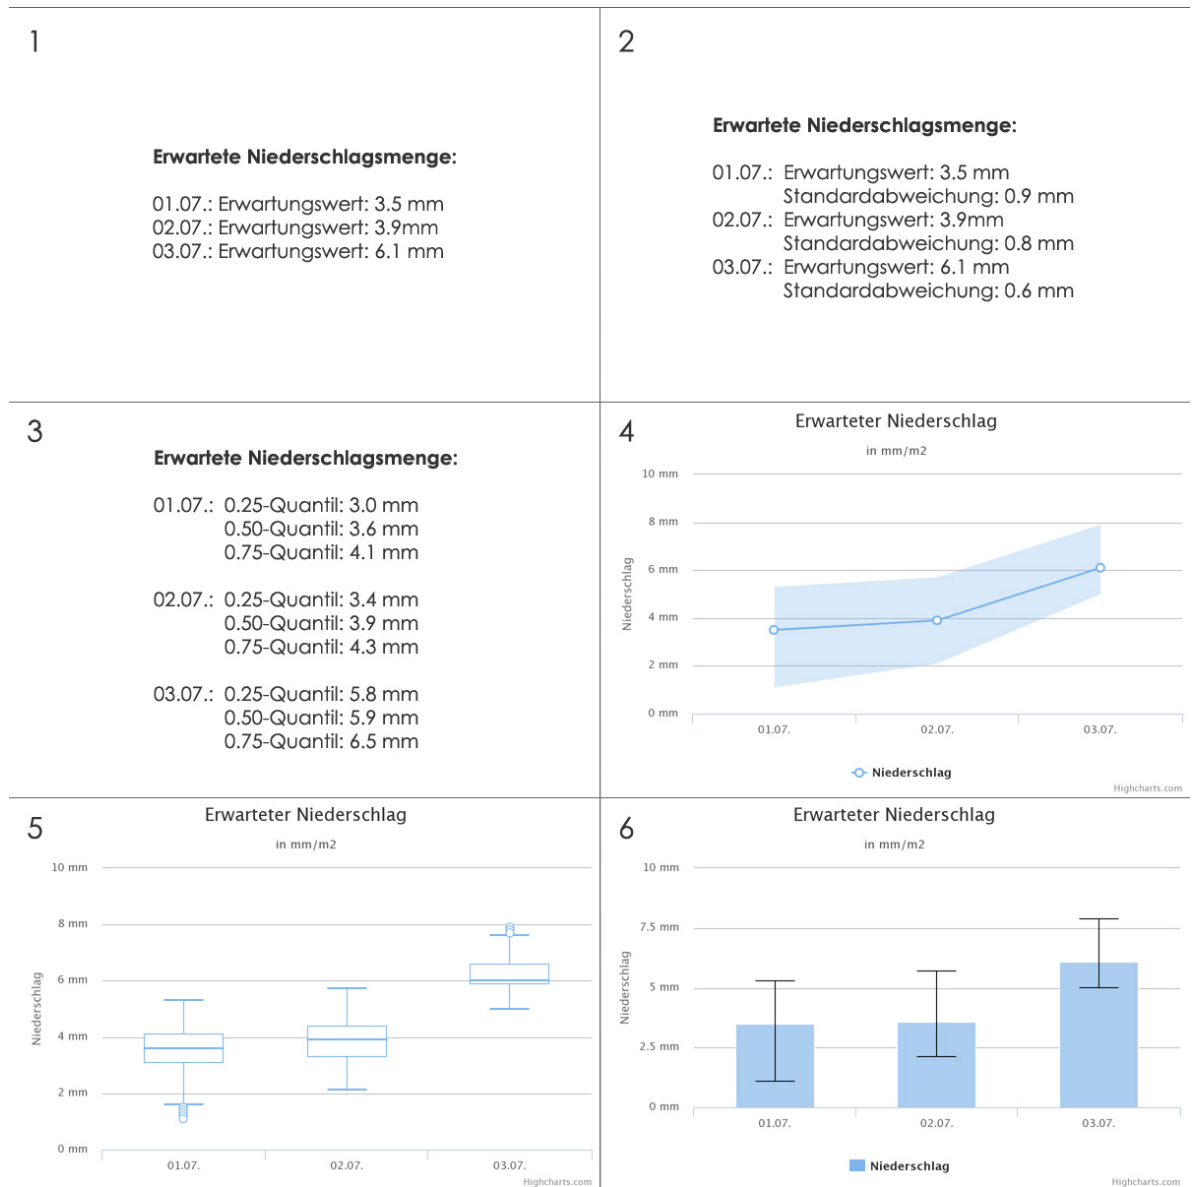 1
Erwartete Niederschlagsmenge:
01.07.: Erwartungswert: 3.5 mm
02.07.: Erwartungswert: 3.9mm
03.07.: Erwartungswert: 6.1 mm
2
Erwartete Niederschlagsmenge:
01.07.: Erwartungswert: 3.5 mm
Standardabweichung: 0.9 mm
02.07.: Erwartungswert: 3.9mm
Standardabweichung: 0.8 mm
03.07.: Erwartungswert: 6.1 mm
Standardabweichung: 0.6 mm
3
Erwartete Niederschlagsmenge:
01.07.: 0.25-Quantil: 3.0 mm
0.50-Quantil: 3.6 mm
0.75-Quantil: 4.1 mm
02.07.: 0.25-Quantil: 3.4 mm
0.50-Quantil: 3.9 mm
0.75-Quantil: 4.3 mm
03.07.: 0.25-Quantil: 5.8 mm
0.50-Quantil: 5.9 mm
0.75-Quantil: 6.5 mm
4
Erwarteter Niederschlag
in mm/m2
Niederschlag
10 mm
8 mm
6 mm
4 mm
2 mm
0 mm
01.07. 02.07. 03.07.
Niederschlag
Highcharts.com
5
Erwarteter Niederschlag
in mm/m2
Niederschlag
10 mm
8 mm
6 mm
4 mm
2 mm
0 mm
01.07. 02.07. 03.07.
Highcharts.com
6
Erwarteter Niederschlag
in mm/m2
Niederschlag
10 mm
7.5 mm
5 mm
2.5 mm
0 mm
01.07. 02.07. 03.07.
Niederschlag
Highcharts.com